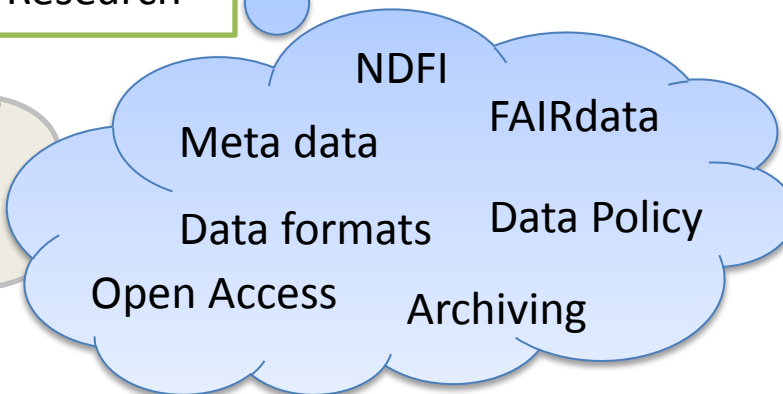 Research
NDFI
FAIRdata
Meta data
Data Policy
Data formats
Open Access
Archiving